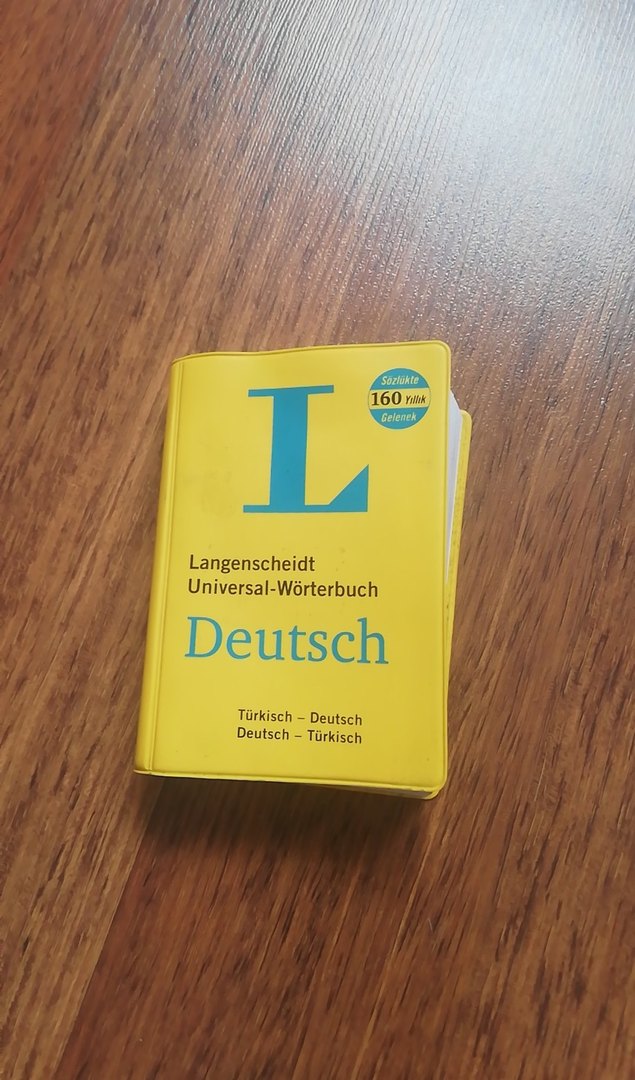 L
Sözlükte
160 Yıllık
Gelenek
Langenscheidt
Universal-Wörterbuch
Deutsch
Türkisch – Deutsch
Deutsch – Türkisch